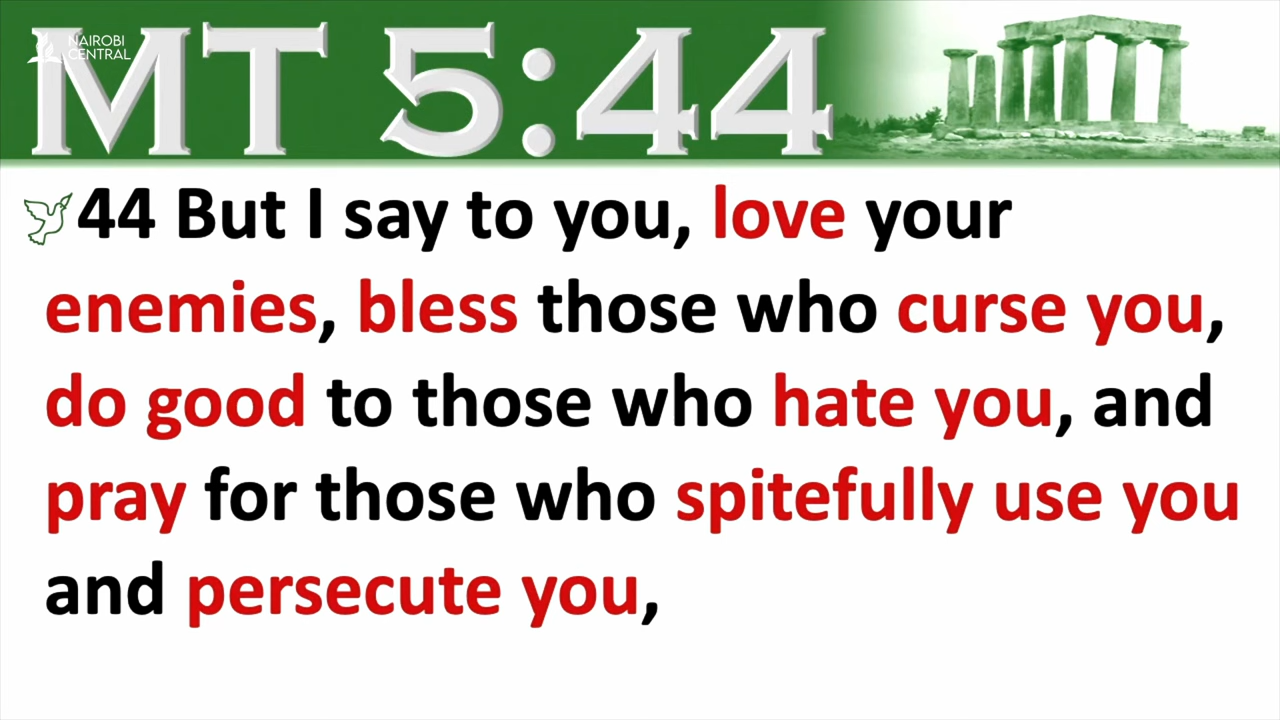 NAIROBI
CENTRAL
MT 5:44
44 But I say to you, love your
enemies, bless those who curse you,
do good to those who hate you, and
pray for those who spitefully use you
and persecute you,